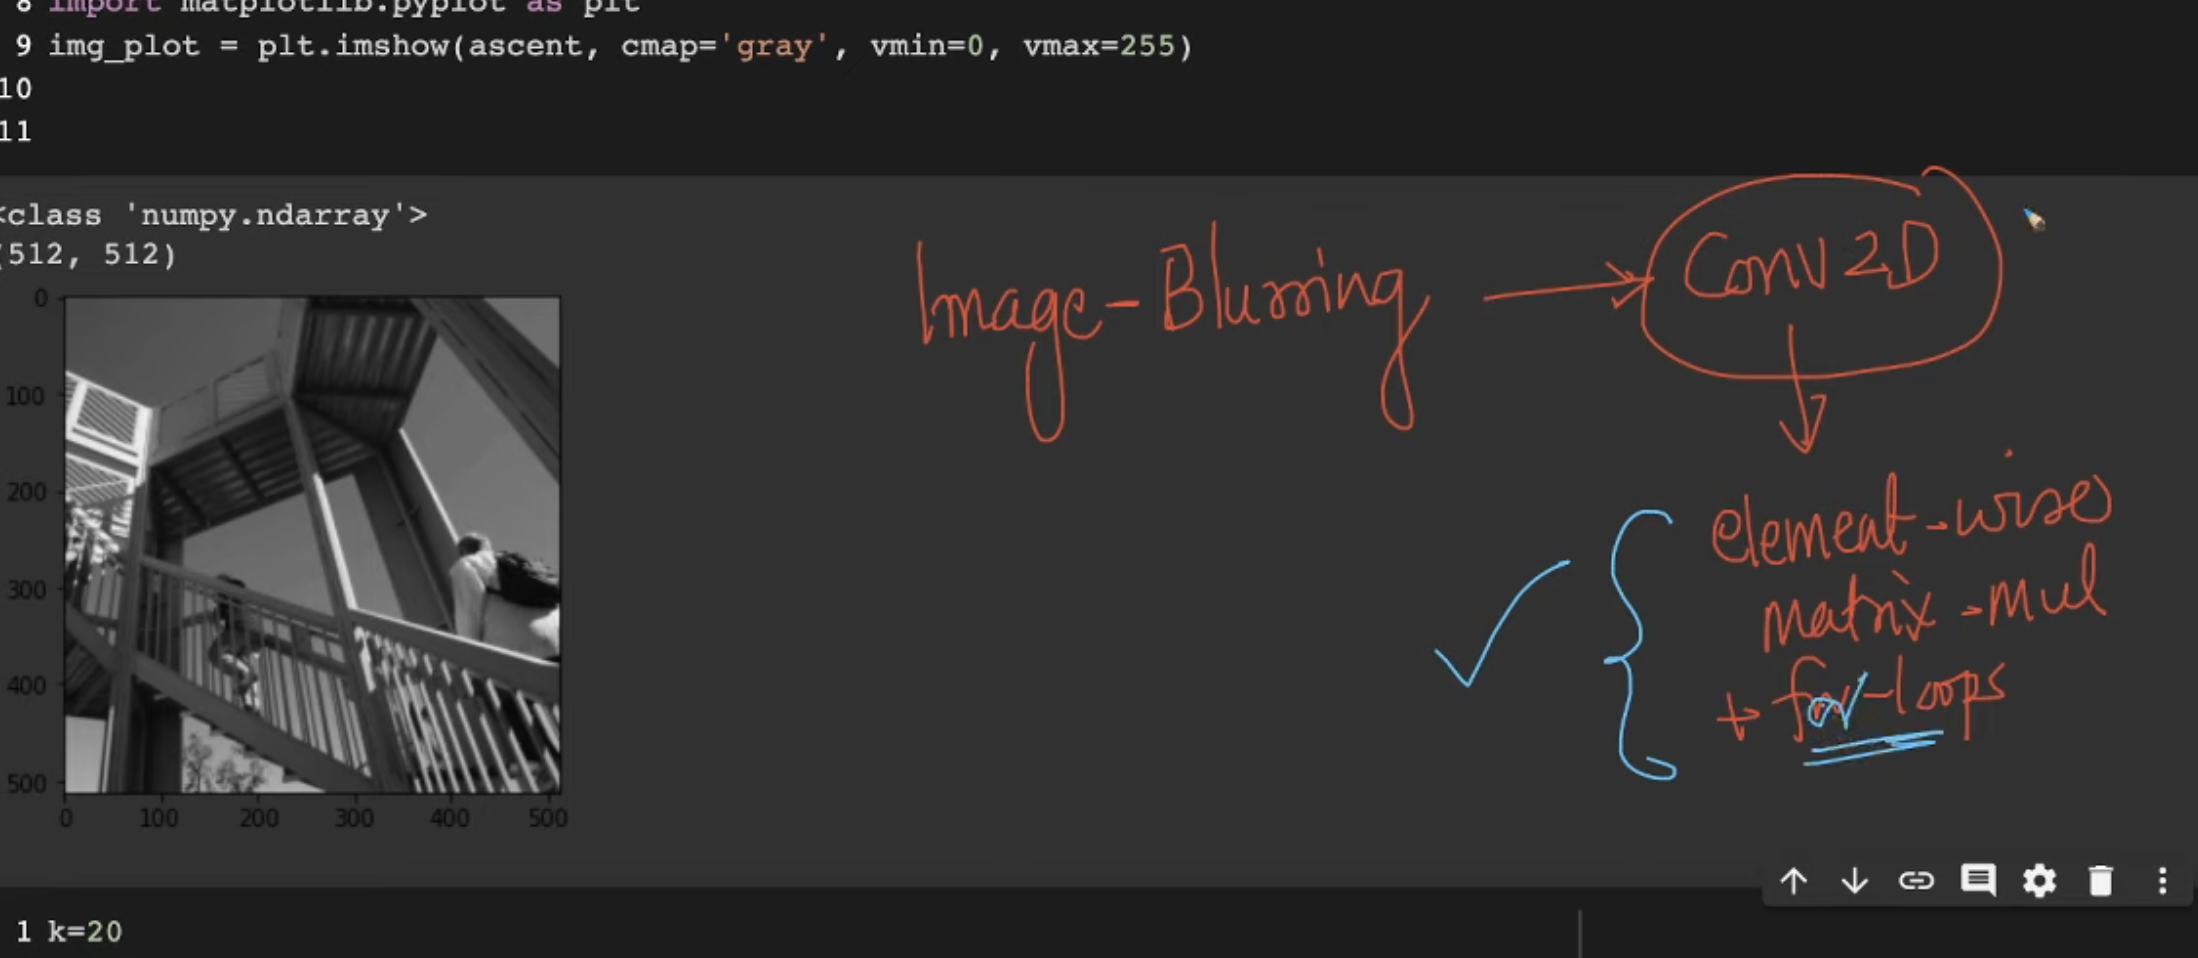 8 import matplotlib.pyplot as plt
9 img_plot = plt.imshow(ascent, cmap='gray', vmin=0, vmax=255)
10
11
<class 'numpy.ndarray'>
(512, 512)
0
100
200
300
400
500
0 100 200 300 400 500
Image-Blurring → Conv2D
element-wise
matrix-mul
+ for-loops
1 k=20